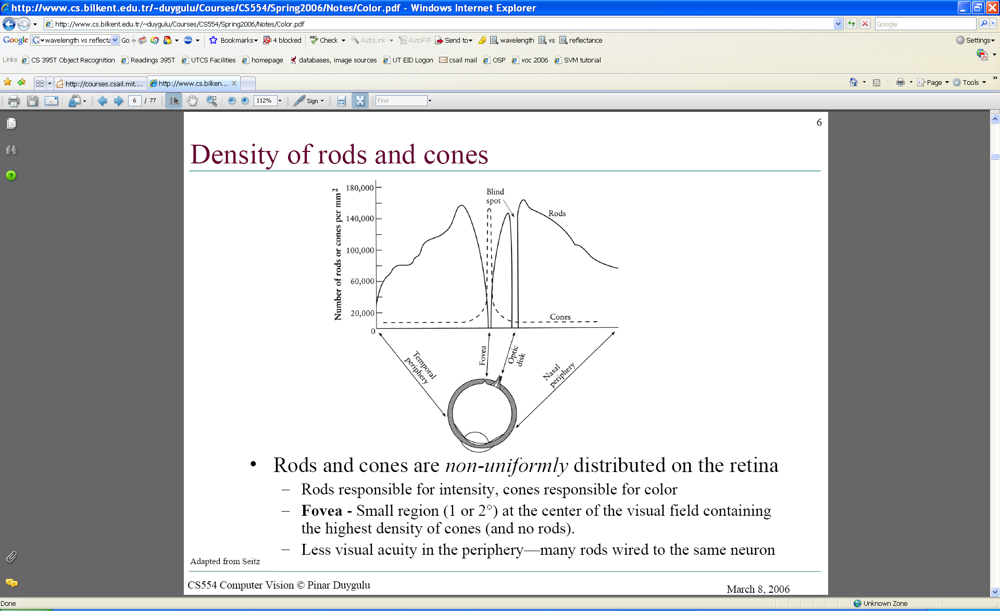 http://www.cs.bilkent.edu.tr/~duygulu/Courses/CS554/Spring2006/Notes/Color.pdf - Windows Internet Explorer
http://www.cs.bilkent.edu.tr/~duygulu/Courses/CS554/Spring2006/Notes/Color.pdf
Google
Google G wavelength vs reflecta Go Bookmarks 4 blocked ABC Check AutoLink AutoFill Send to wavelength vs reflectance Settings
Links CS 395T Object Recognition Readings 395T UTCS Facilities homepage databases, image sources UT EID Logon csail mail OSP voc 2006 SVM tutorial
http://courses.csail.mit.... http://www.cs.bilken... Page Tools
6 / 77 112% Sign Find
6
Density of rods and cones
Number of rods or cones per mm²
180,000
140,000
100,000
60,000
20,000
0
Blind
spot
Rods
Cones
Temporal
periphery
Fovea
Optic
disk
Nasal
periphery
• Rods and cones are non-uniformly distributed on the retina
– Rods responsible for intensity, cones responsible for color
– Fovea - Small region (1 or 2°) at the center of the visual field containing
the highest density of cones (and no rods).
– Less visual acuity in the periphery—many rods wired to the same neuron
Adapted from Seitz
CS554 Computer Vision © Pinar Duygulu
March 8, 2006
Done
Unknown Zone